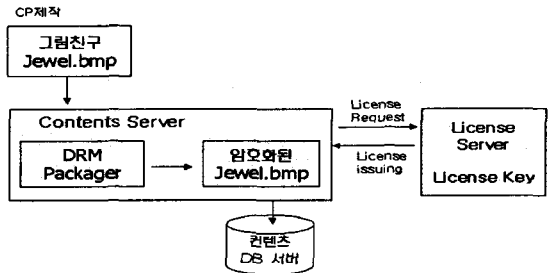 CP제작
그림친구
Jewel.bmp
Contents Server
DRM
Packager
암호화된
Jewel.bmp
License
Request
License
issuing
License
Server
License Key
컨텐츠
DB 서버